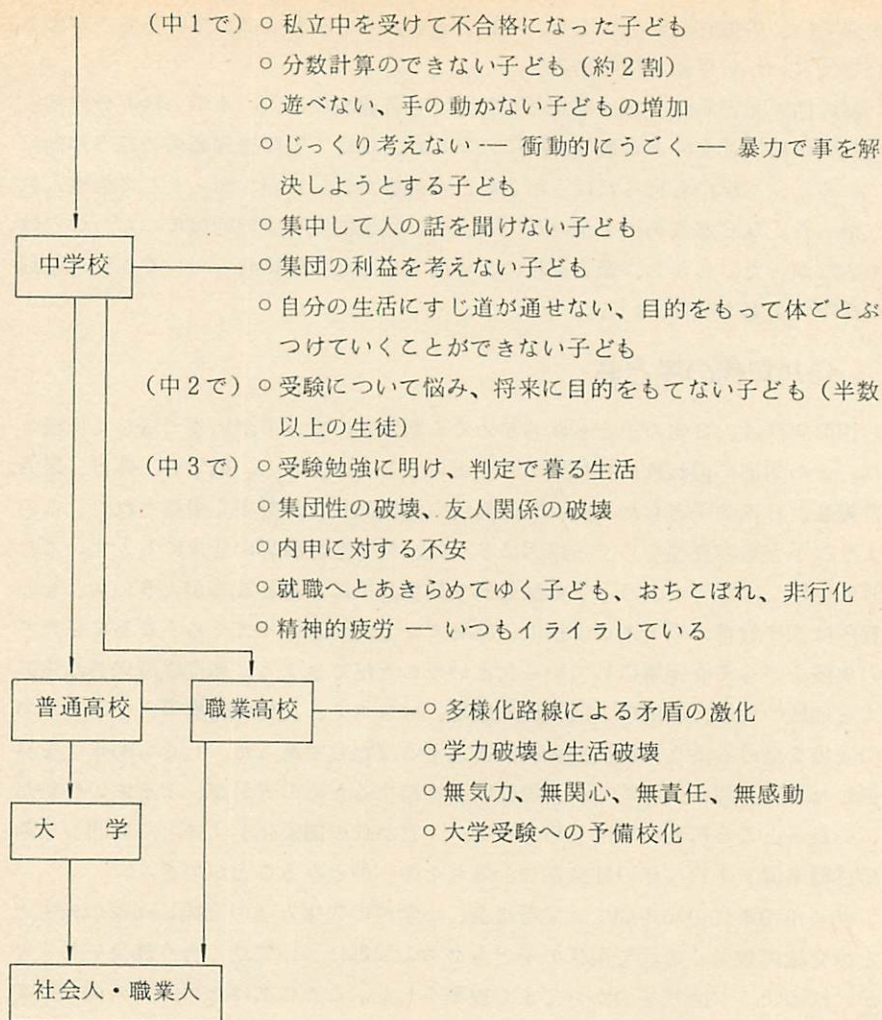 （中1で）○私立中を受けて不合格になった子ども
○分数計算のできない子ども（約2割）
○遊べない、手の動かない子どもの増加
○じっくり考えない — 衝動的にうごく — 暴力で事を解
決しようとする子ども
○集中して人の話を聞けない子ども
中学校
○集団の利益を考えない子ども
○自分の生活にすじ道が通せない、目的をもって体ごとぶ
つけていくことができない子ども
（中2で）○受験について悩み、将来に目的をもてない子ども（半数
以上の生徒）
（中3で）○受験勉強に明け、判定で暮る生活
○集団性の破壊、友人関係の破壊
○内申に対する不安
○就職へとあきらめてゆく子ども、おちこぼれ、非行化
○精神的疲労 — いつもイライラしている
普通高校
職業高校
○多様化路線による矛盾の激化
○学力破壊と生活破壊
○無気力、無関心、無責任、無感動
○大学受験への予備校化
大　学
社会人・職業人